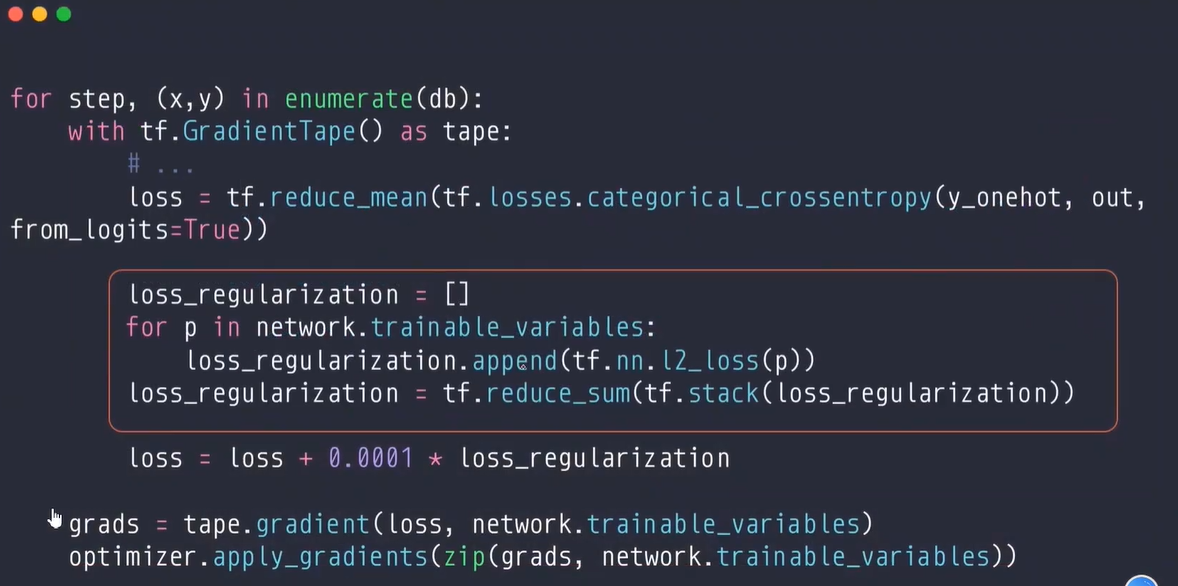 for step, (x,y) in enumerate(db):
    with tf.GradientTape() as tape:
        # ...
        loss = tf.reduce_mean(tf.losses.categorical_crossentropy(y_onehot, out,
from_logits=True))
        loss_regularization = []
        for p in network.trainable_variables:
            loss_regularization.append(tf.nn.l2_loss(p))
        loss_regularization = tf.reduce_sum(tf.stack(loss_regularization))
        loss = loss + 0.0001 * loss_regularization
    grads = tape.gradient(loss, network.trainable_variables)
    optimizer.apply_gradients(zip(grads, network.trainable_variables))